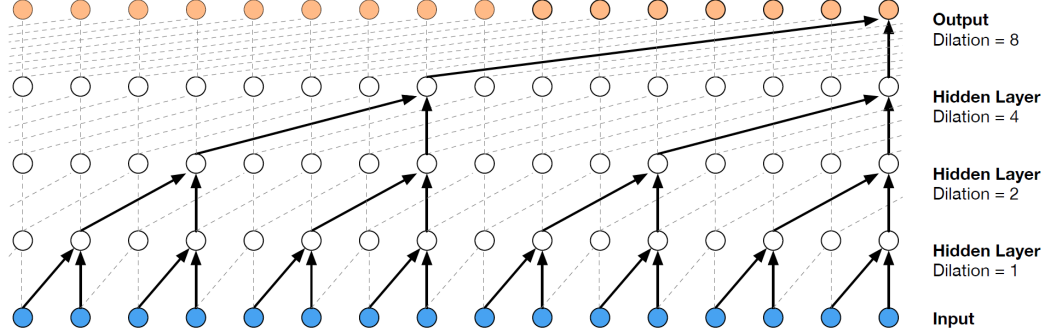 Output
Dilation = 8
Hidden Layer
Dilation = 4
Hidden Layer
Dilation = 2
Hidden Layer
Dilation = 1
Input